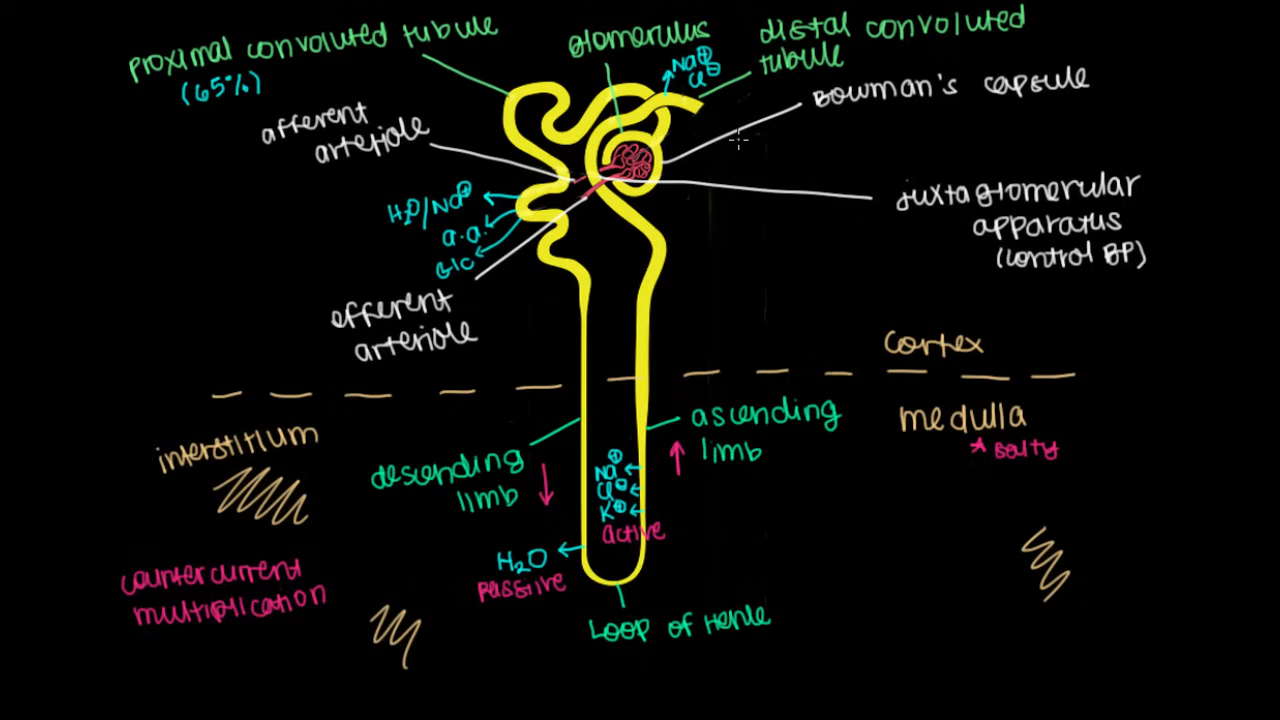 proximal convoluted tubule
(65%)
glomerulus
distal convoluted
tubule
Na⊕
Cl⊖
Bowman's capsule
afferent
arteriole
H₂O/Na⊕
a.a.
Glc
juxtaglomerular
apparatus
(control BP)
efferent
arteriole
cortex
medulla
* salty
interstitium
descending
limb
ascending
limb
Na⊕
Cl⊖
K⊕
active
H₂O
passive
countercurrent
multiplication
Loop of Henle